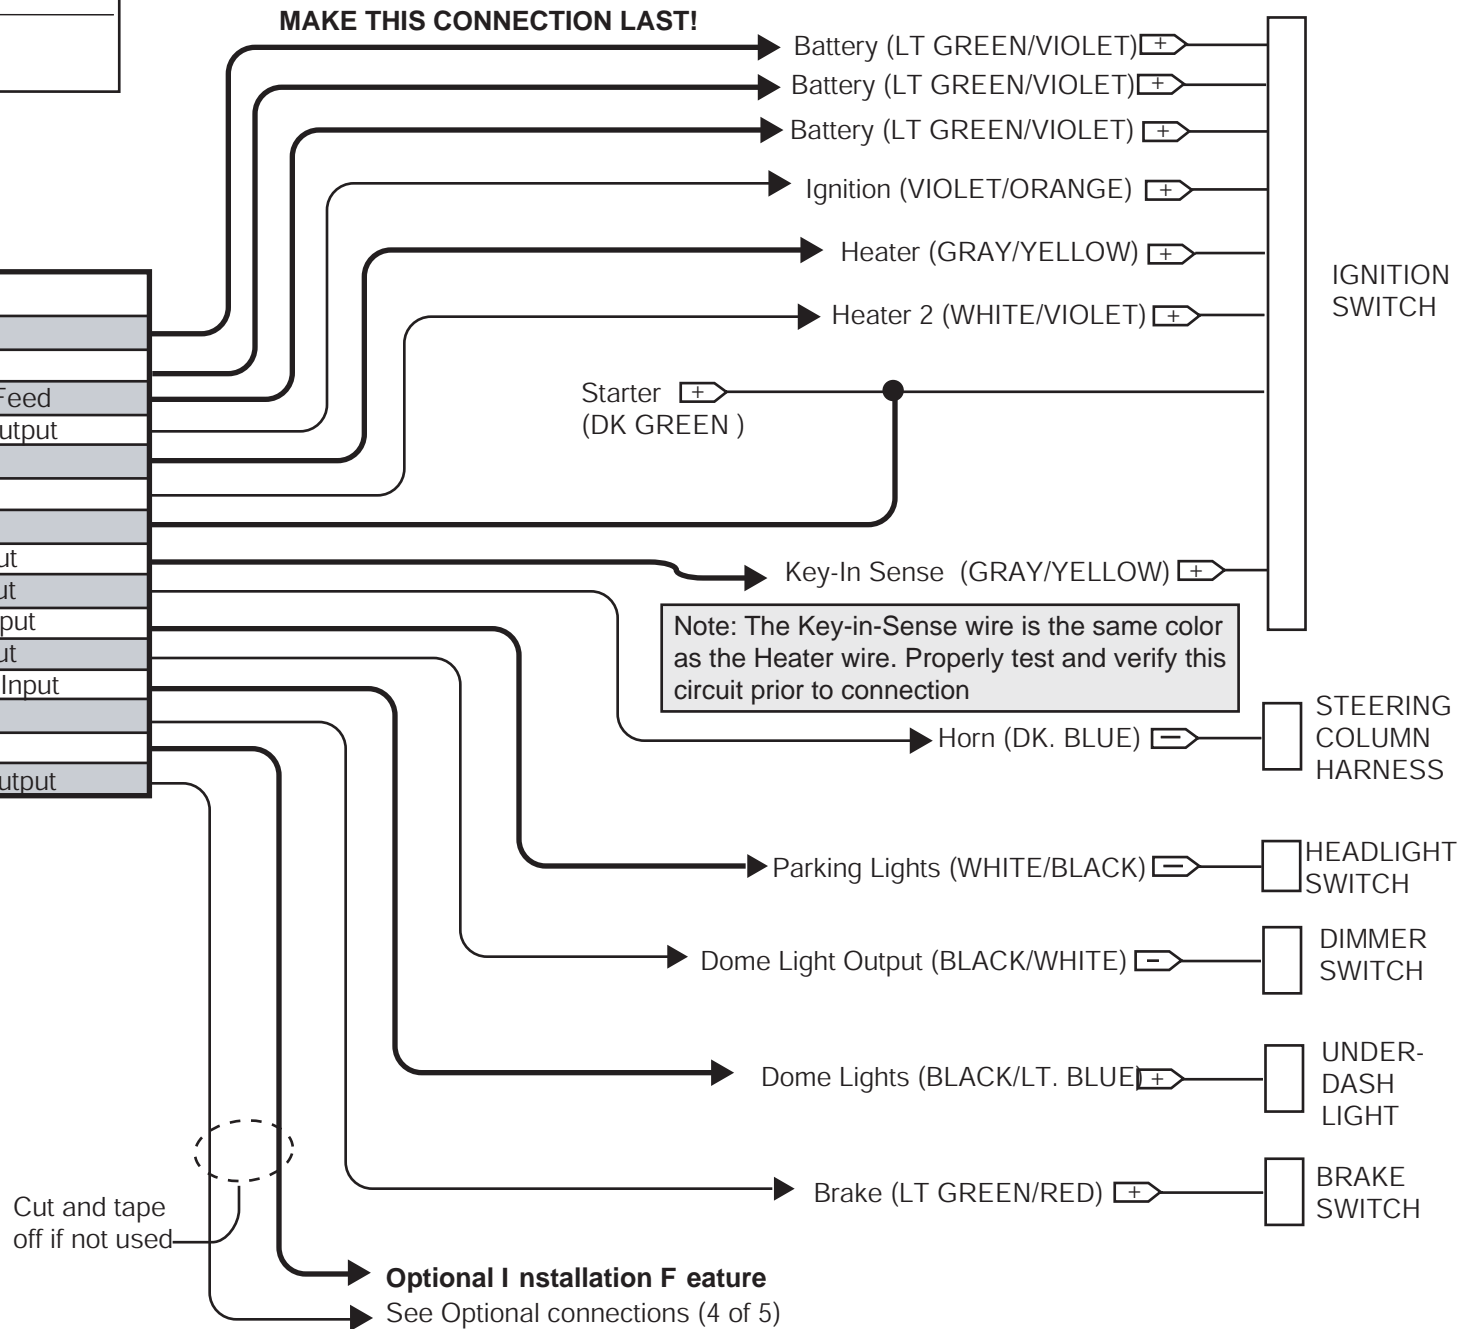 MAKE THIS CONNECTION LAST!
Battery (LT GREEN/VIOLET) +
Battery (LT GREEN/VIOLET) +
Battery (LT GREEN/VIOLET) +
Ignition (VIOLET/ORANGE) +
Heater (GRAY/YELLOW) +
IGNITION
SWITCH
Heater 2 (WHITE/VIOLET) +
Feed
utput
Starter +
(DK GREEN )
ut
ut
put
ut
Input
utput
Key-In Sense (GRAY/YELLOW) +
Note: The Key-in-Sense wire is the same color
as the Heater wire. Properly test and verify this
circuit prior to connection
Horn (DK. BLUE) −
STEERING
COLUMN
HARNESS
Parking Lights (WHITE/BLACK) −
HEADLIGHT
SWITCH
Dome Light Output (BLACK/WHITE) -
DIMMER
SWITCH
Dome Lights (BLACK/LT. BLUE) +
UNDER-
DASH
LIGHT
Brake (LT GREEN/RED) +
BRAKE
SWITCH
Cut and tape
off if not used
Optional I nstallation F eature
See Optional connections (4 of 5)